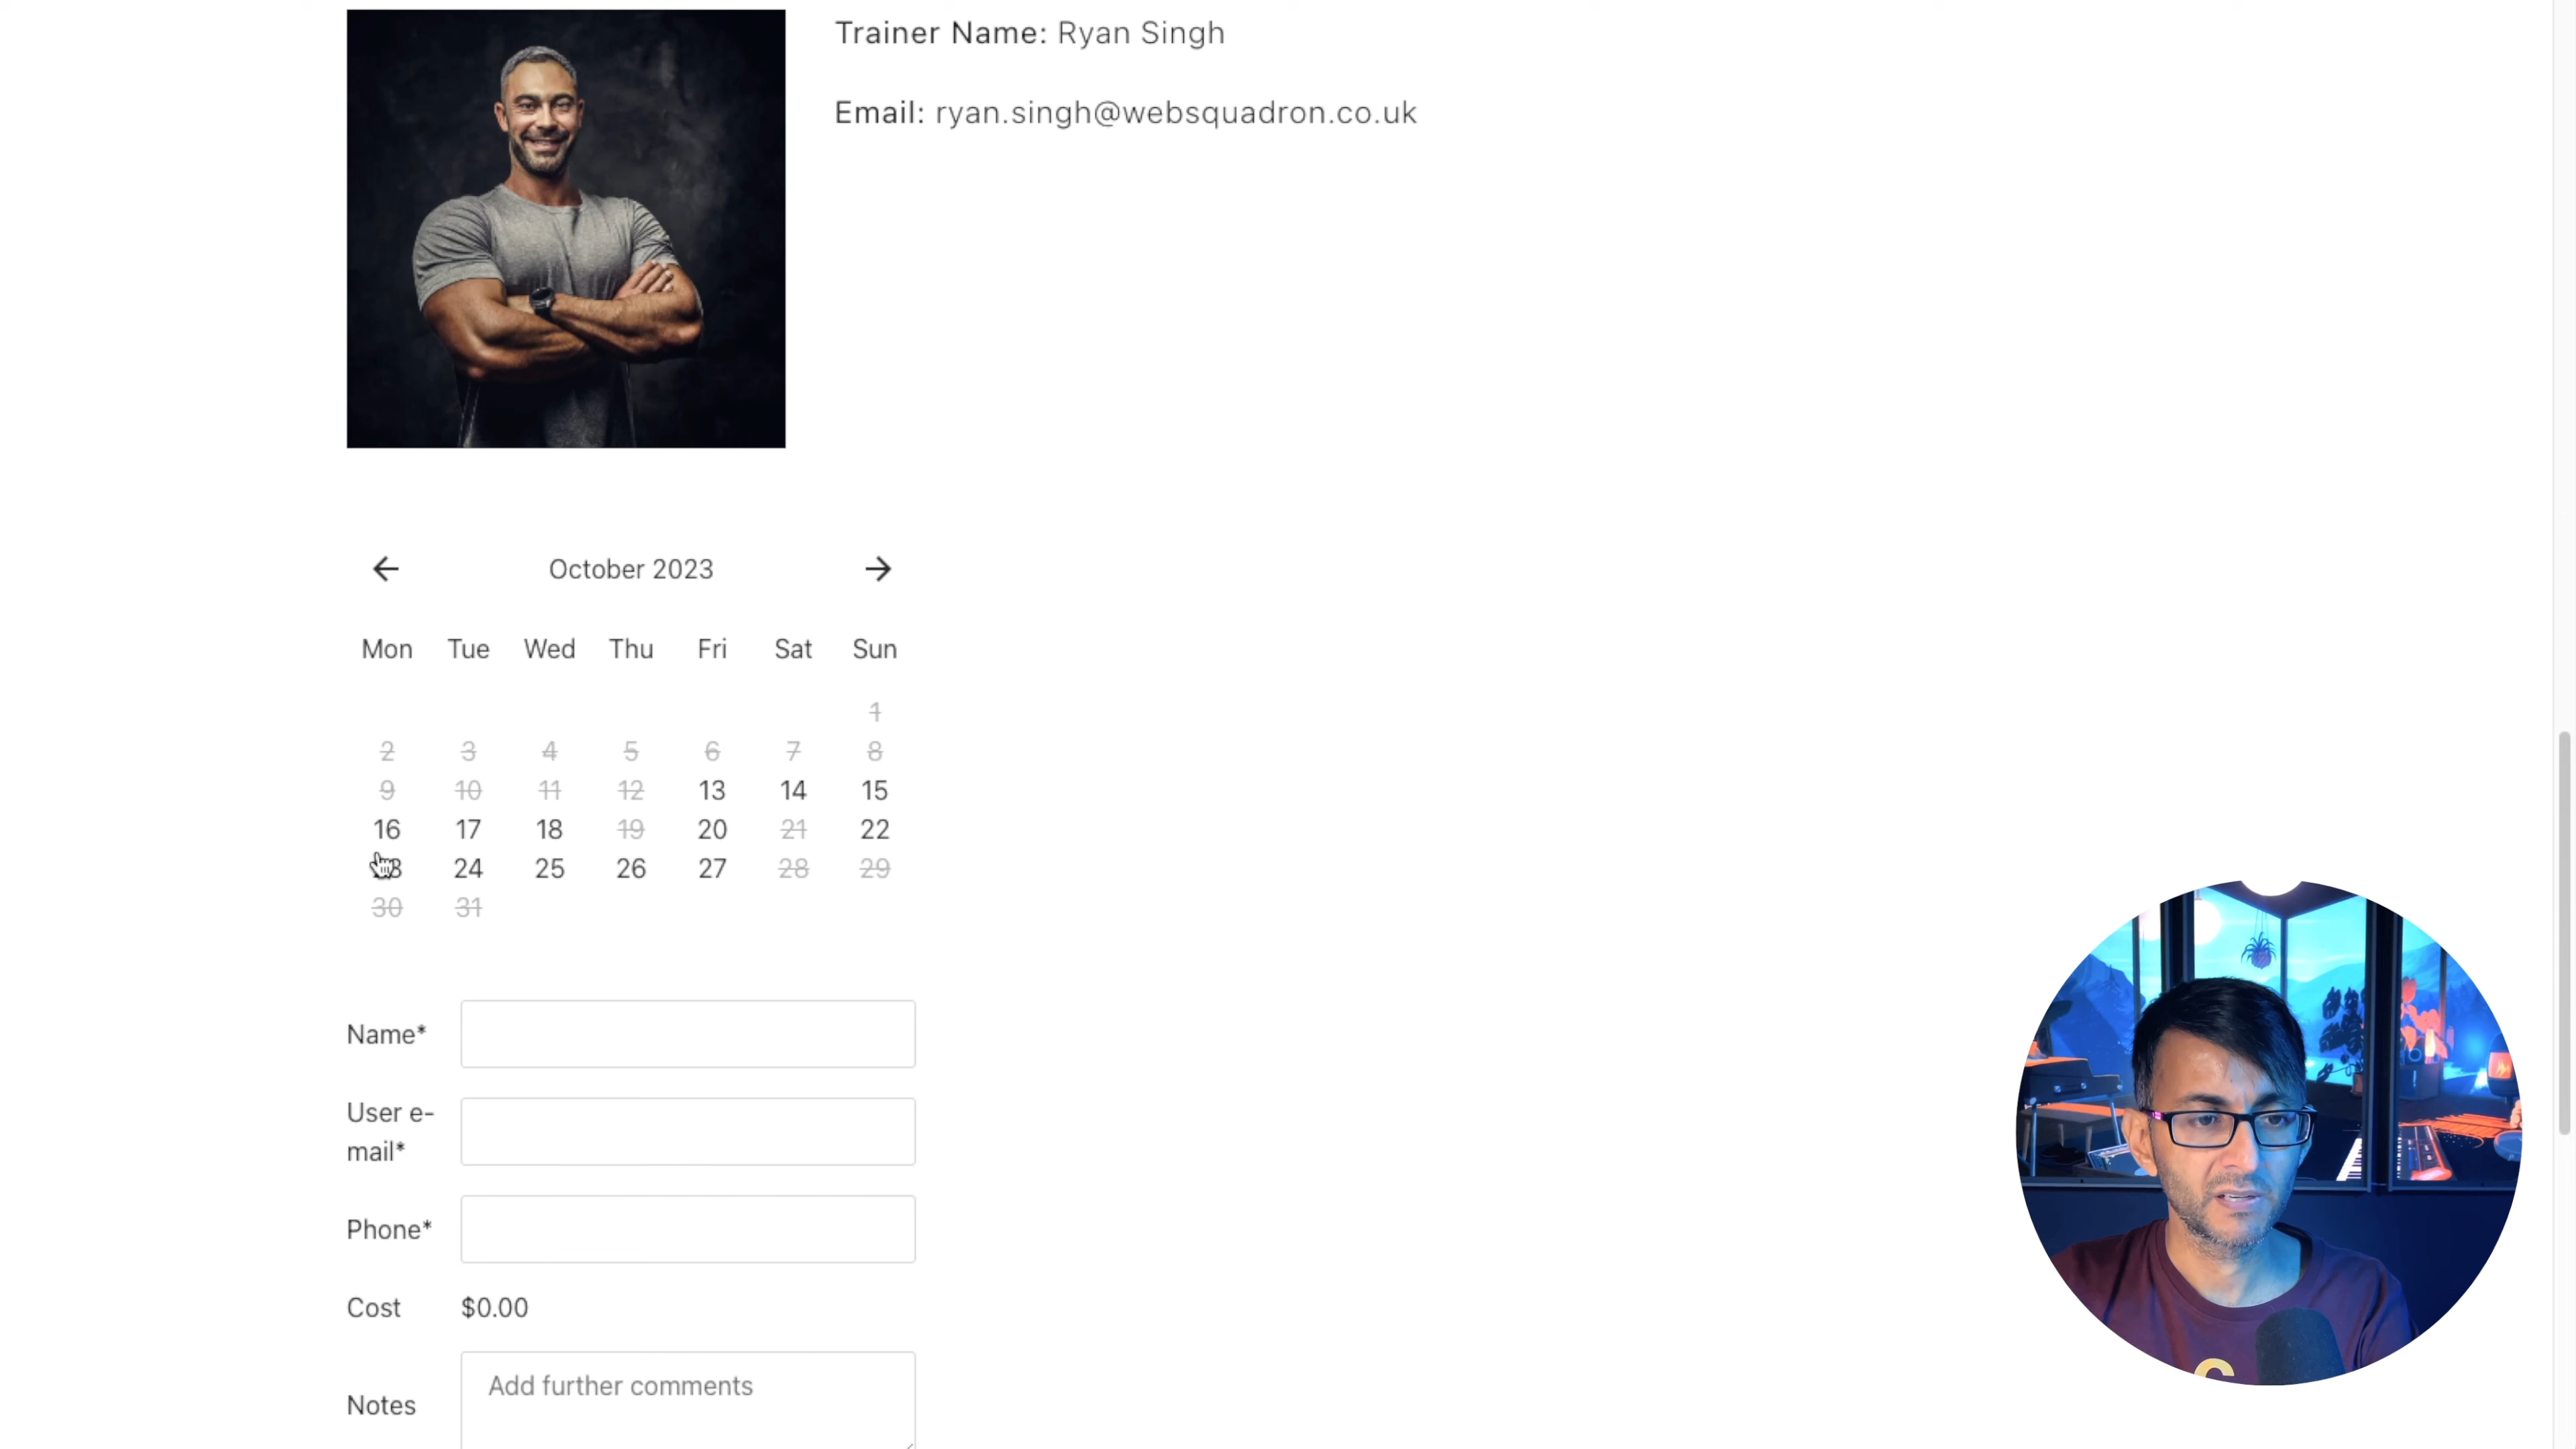 Trainer Name: Ryan Singh
Email: ryan.singh@websquadron.co.uk
October 2023
Mon Tue Wed Thu Fri Sat Sun
1
2 3 4 5 6 7 8
9 10 11 12 13 14 15
16 17 18 19 20 21 22
24 25 26 27 28 29
30 31
Name*
User e-
mail*
Phone*
Cost $0.00
Add further comments
Notes